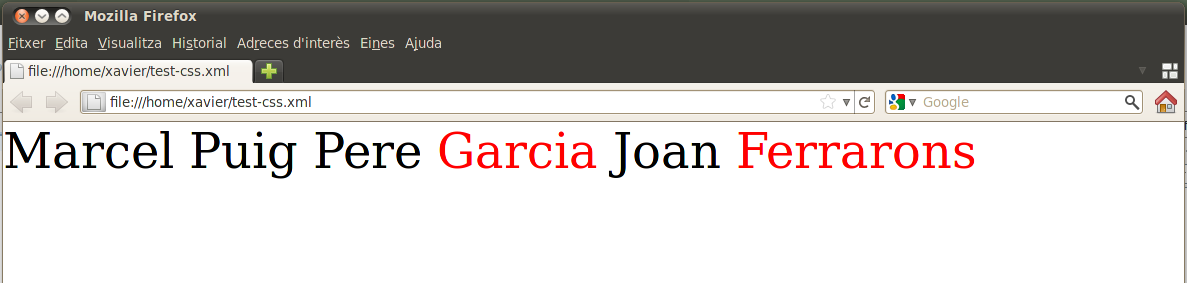 Mozilla Firefox
Fitxer Edita Visualitza Historial Adreces d'interès Eines Ajuda
file:///home/xavier/test-css.xml
file:///home/xavier/test-css.xml Google
Marcel Puig Pere Garcia Joan Ferrarons